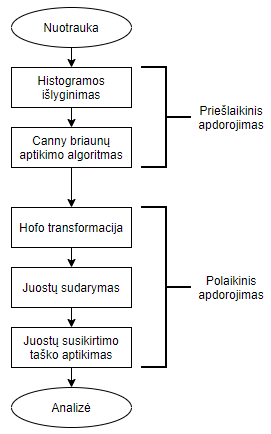 Nuotrauka
Histogramos
išlyginimas
Priešlaikinis
apdorojimas
Canny briaunų
aptikimo algoritmas
Hofo transformacija
Juostų sudarymas
Polaikinis
apdorojimas
Juostų susikirtimo
taško aptikimas
Analizė